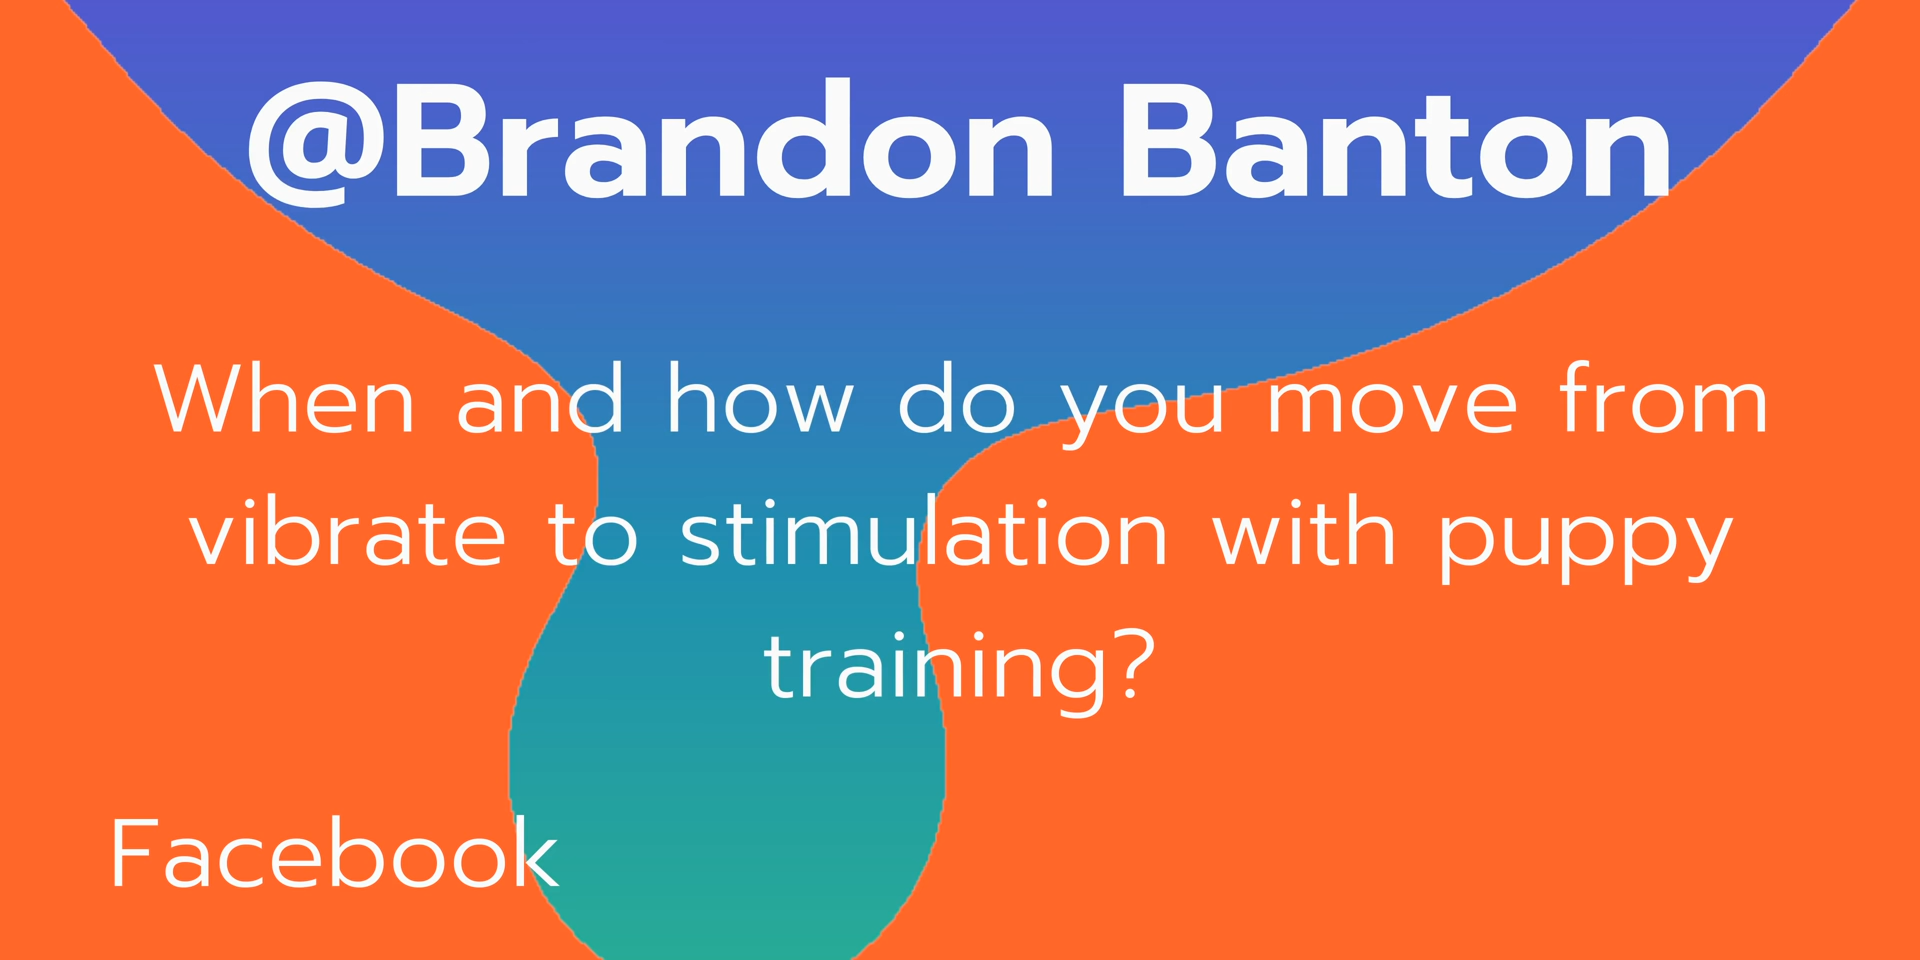 @Brandon Banton
When and how do you move from
vibrate to stimulation with puppy
training?
Facebook